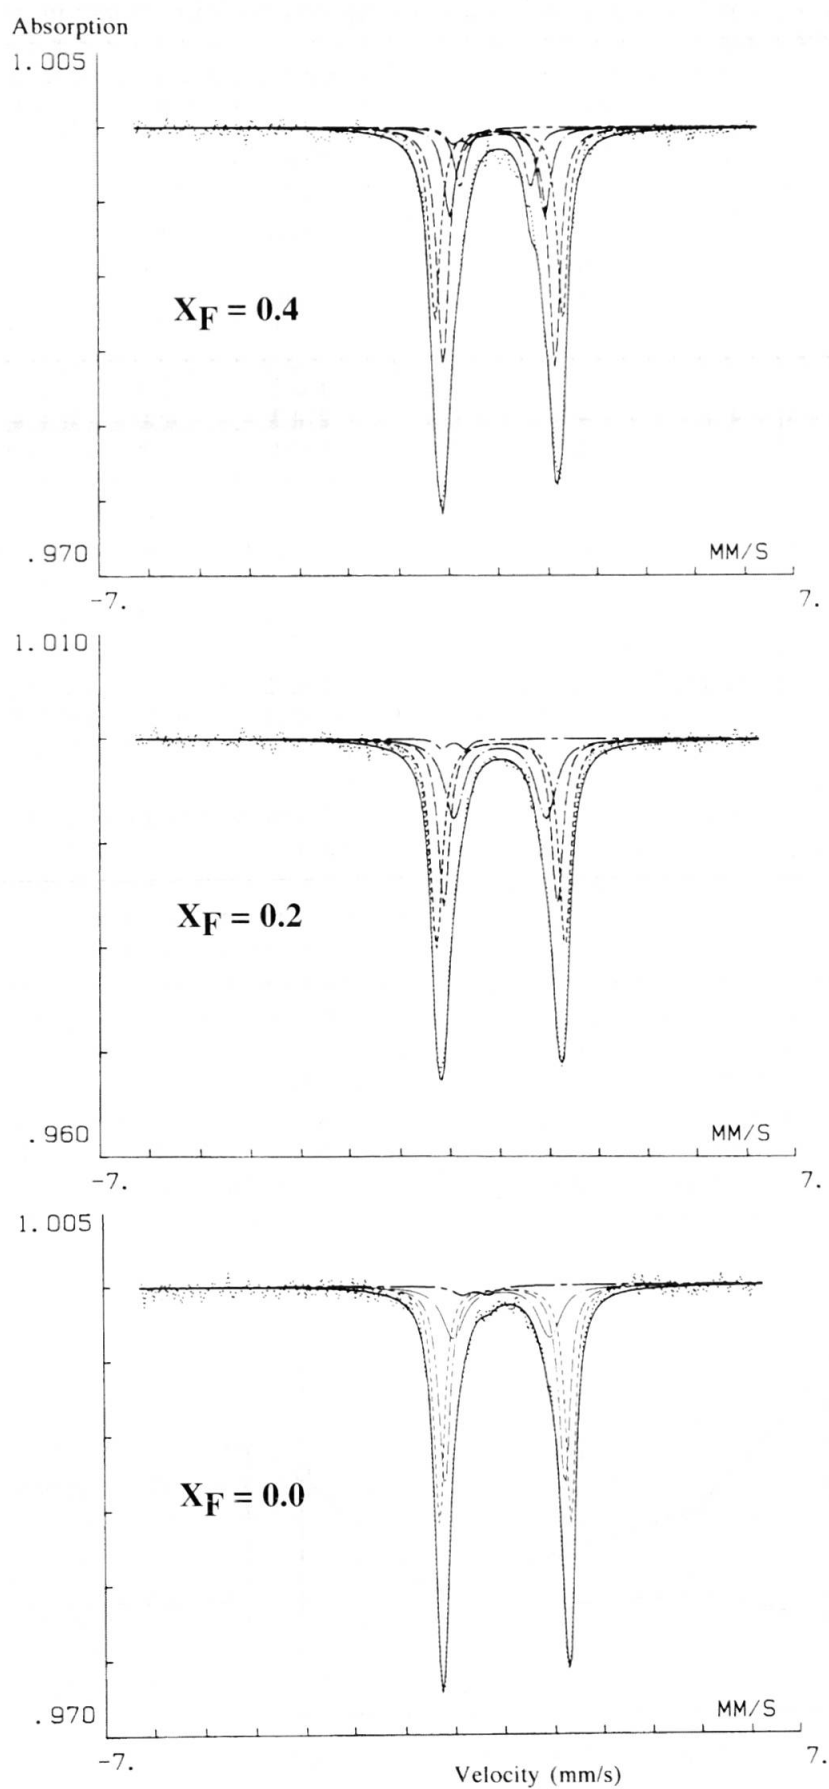 Absorption
1.005
X_F = 0.4
.970
MM/S
-7.
7.
1.010
X_F = 0.2
.960
MM/S
-7.
7.
1.005
X_F = 0.0
.970
MM/S
-7.
7.
Velocity (mm/s)